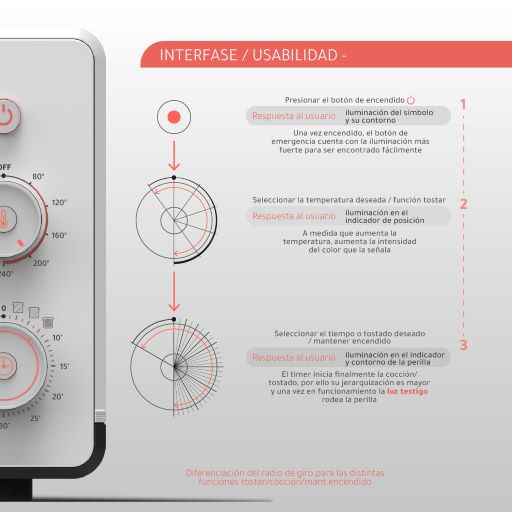 INTERFASE / USABILIDAD -
Presionar el botón de encendido
1
Respuesta al usuario
iluminación del símbolo
y su contorno
Una vez encendido, el botón de
emergencia cuenta con la iluminación más
fuerte para ser encontrado fácilmente
Seleccionar la temperatura deseada / función tostar
2
Respuesta al usuario
iluminación en el
indicador de posición
A medida que aumenta la
temperatura, aumenta la intensidad
del color que la señala
Seleccionar el tiempo o tostado deseado
/ mantener encendido
3
Respuesta al usuario
iluminación en el indicador
y contorno de la perilla
El timer inicia finalmente la cocción/
tostado, por ello su jerarquización es mayor
y una vez en funcionamiento la luz testigo
rodea la perilla
Diferenciacion del radio de giro para las distintas
funciones tostar/cocción/mant.encendido
OFF
80°
120°
160°
200°
240°
0
10'
15'
20'
25'
30'